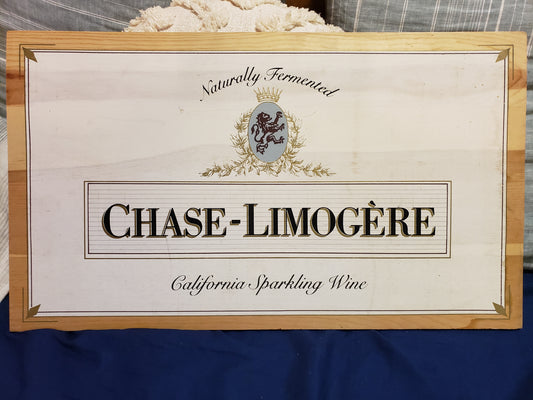 Naturally Fermented
CHASE-LIMOGÈRE
California Sparkling Wine